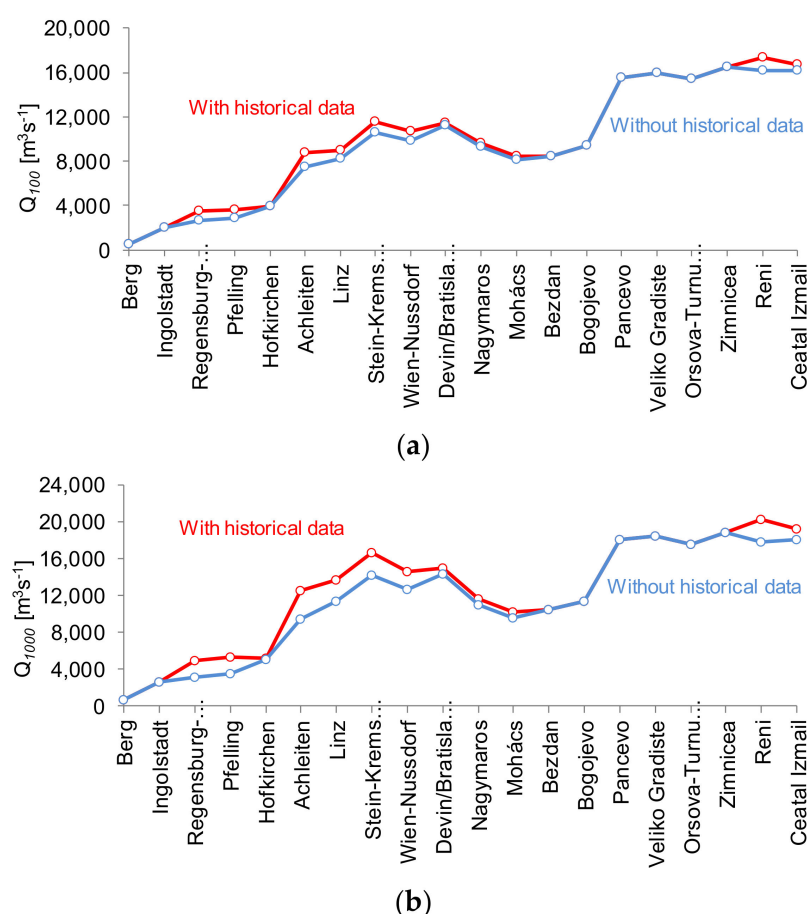 20,000
16,000
12,000
8,000
4,000
0
Q100 [m³s-¹]
With historical data
Without historical data
Berg
Ingolstadt
Regensburg-...
Pfelling
Hofkirchen
Achleiten
Linz
Stein-Krems...
Wien-Nussdorf
Devin/Bratisla...
Nagymaros
Mohács
Bezdan
Bogojevo
Pancevo
Veliko Gradiste
Orsova-Turnu...
Zimnicea
Reni
Ceatal Izmail
(a)
24,000
20,000
16,000
12,000
8,000
4,000
0
Q1000 [m³s-¹]
With historical data
Without historical data
Berg
Ingolstadt
Regensburg-...
Pfelling
Hofkirchen
Achleiten
Linz
Stein-Krems...
Wien-Nussdorf
Devin/Bratisla...
Nagymaros
Mohács
Bezdan
Bogojevo
Pancevo
Veliko Gradiste
Orsova-Turnu...
Zimnicea
Reni
Ceatal Izmail
(b)